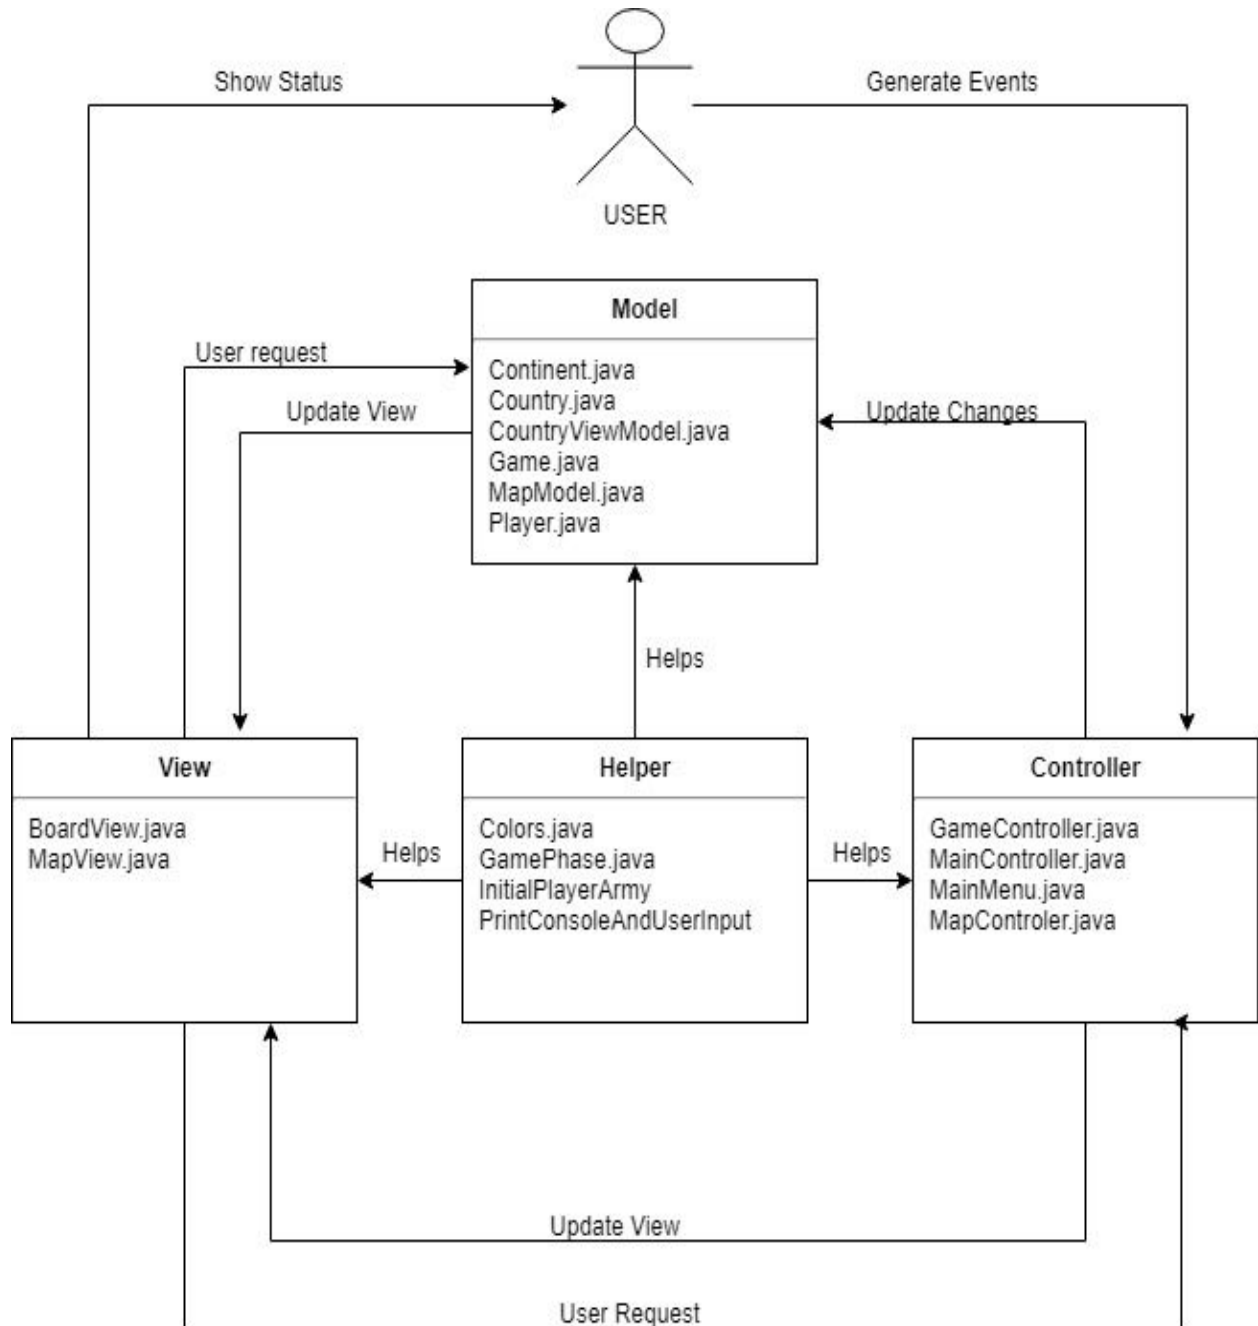 Show Status
Generate Events
USER
Model
Continent.java
Country.java
CountryViewModel.java
Game.java
MapModel.java
Player.java
User request
Update View
Update Changes
Helps
View
BoardView.java
MapView.java
Helps
Helper
Colors.java
GamePhase.java
InitialPlayerArmy
PrintConsoleAndUserInput
Helps
Controller
GameController.java
MainController.java
MainMenu.java
MapControler.java
Update View
User Request